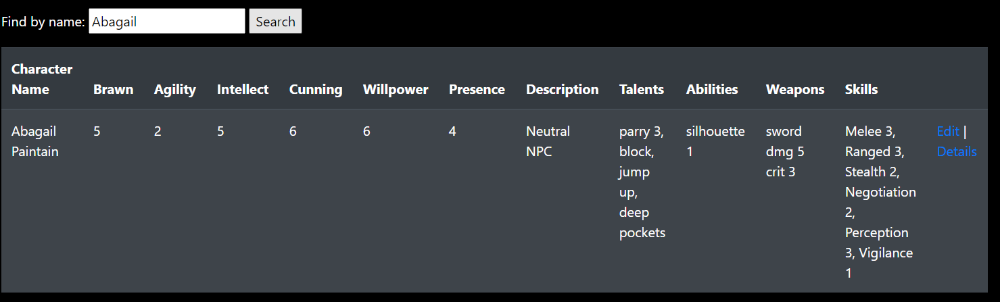 Find by name: Abagail Search
Character Name Brawn Agility Intellect Cunning Willpower Presence Description Talents Abilities Weapons Skills
Abagail Paintain 5 2 5 6 6 4 Neutral NPC parry 3, block, jump up, deep pockets silhouette 1 sword dmg 5 crit 3 Melee 3, Ranged 3, Stealth 2, Negotiation 2, Perception 3, Vigilance 1 Edit | Details